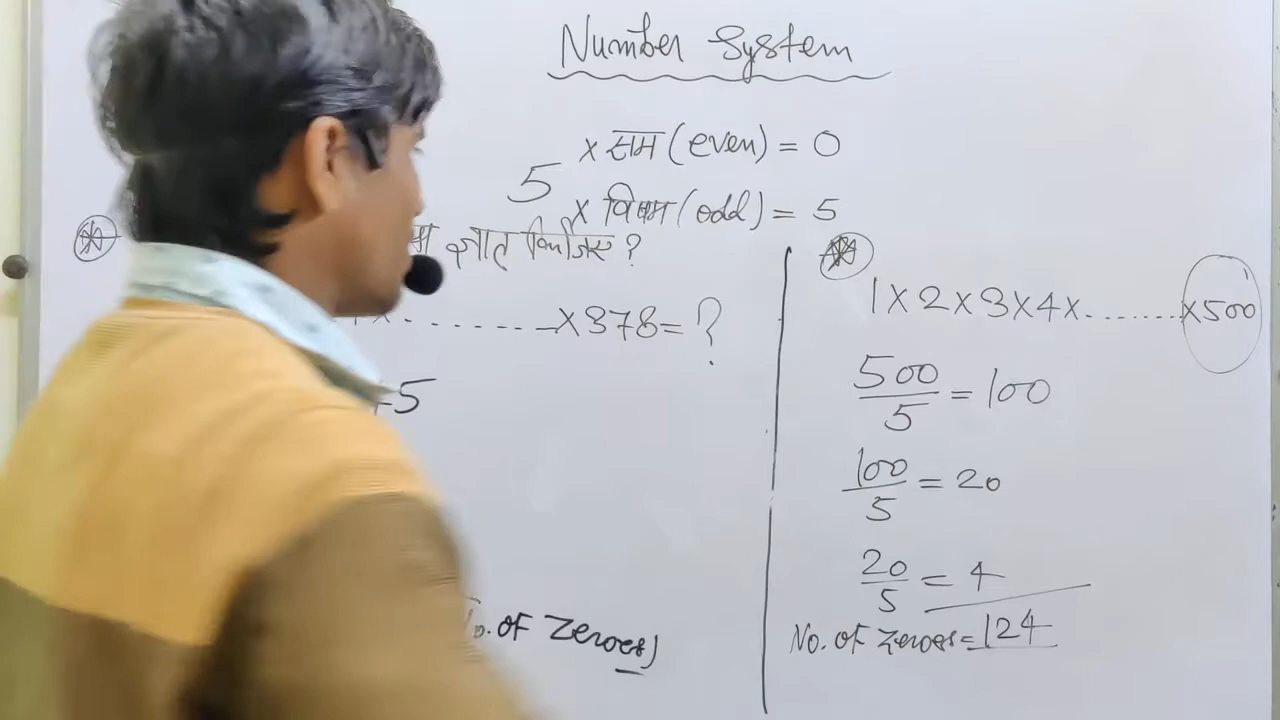 Number System
5 × सम (even) = 0
× विषम (odd) = 5
ज्ञात किजिए ?
× . . . . . . . . × 378 = ?
+5
No. of Zeroes)
1 × 2 × 3 × 4 × . . . . . . . × 500
500/5 = 100
100/5 = 20
20/5 = 4
No. of Zeroes = 124